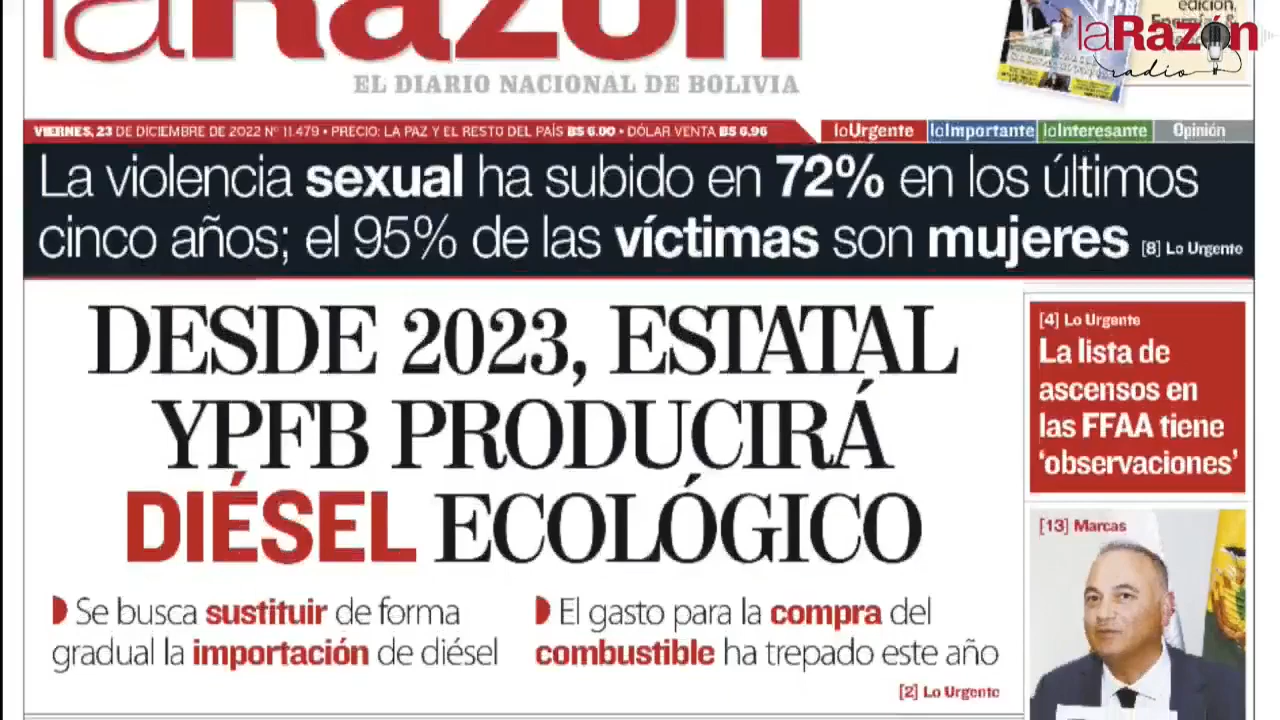 laRazón
EL DIARIO NACIONAL DE BOLIVIA
edición,
laRazón
radio
VIERNES, 23 DE DICIEMBRE DE 2022 Nº 11.479 • PRECIO: LA PAZ Y EL RESTO DEL PAÍS BS 6.00 • DÓLAR VENTA BS 6.96
loUrgente loImportante loInteresante Opinión
La violencia sexual ha subido en 72% en los últimos
cinco años; el 95% de las víctimas son mujeres [8] Lo Urgente
DESDE 2023, ESTATAL
YPFB PRODUCIRÁ
DIÉSEL ECOLÓGICO
Se busca sustituir de forma
gradual la importación de diésel
El gasto para la compra del
combustible ha trepado este año
[2] Lo Urgente
[4] Lo Urgente
La lista de
ascensos en
las FFAA tiene
‘observaciones’
[13] Marcas